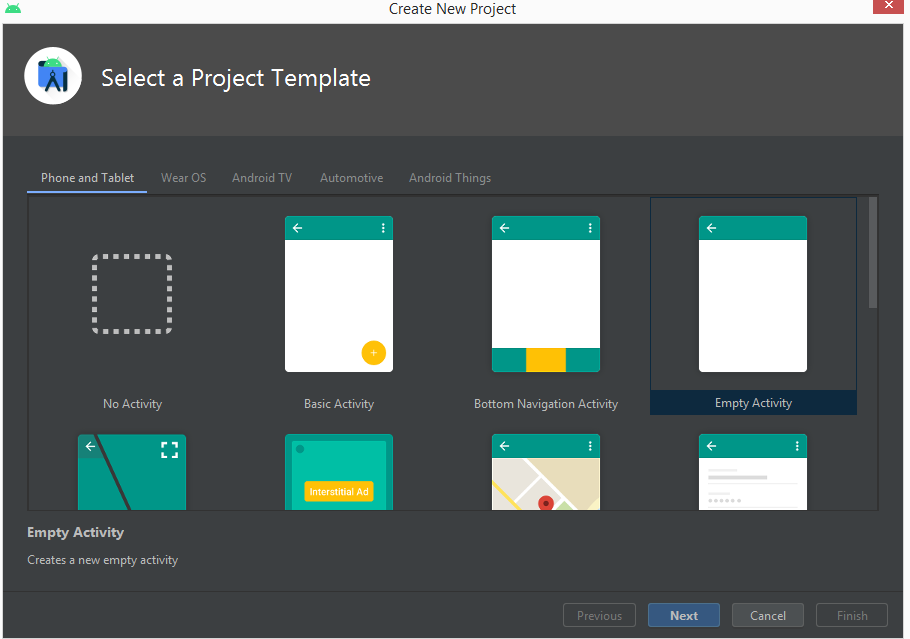 Create New Project
Select a Project Template
Phone and Tablet Wear OS Android TV Automotive Android Things
No Activity Basic Activity Bottom Navigation Activity Empty Activity
Interstitial Ad
Empty Activity
Creates a new empty activity
Previous Next Cancel Finish